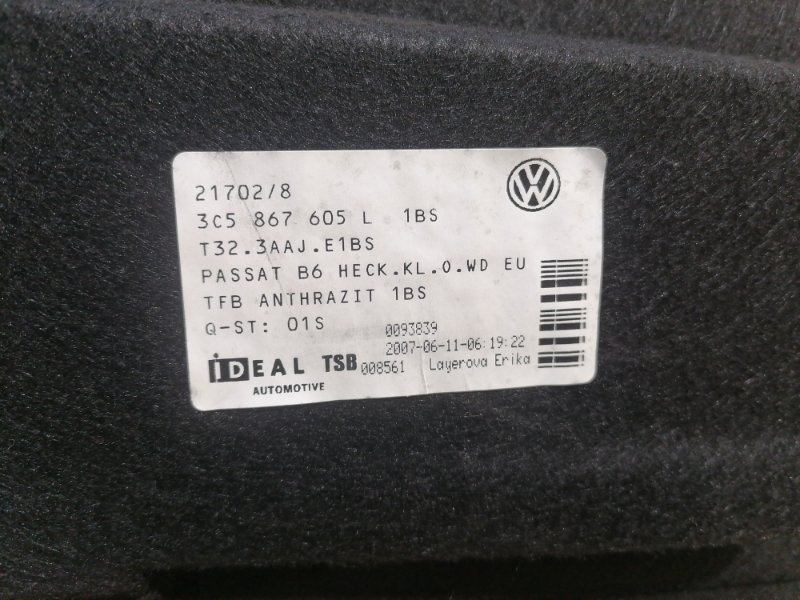 21702/8
3C5 867 605 L 1BS
T32.3AAJ.E1BS
PASSAT B6 HECK.KL.O.WD EU
TFB ANTHRAZIT 1BS
Q-ST: 01S
0093839
2007-06-11-06:19:22
iDEAL TSB 008561 Layerova Erika
AUTOMOTIVE